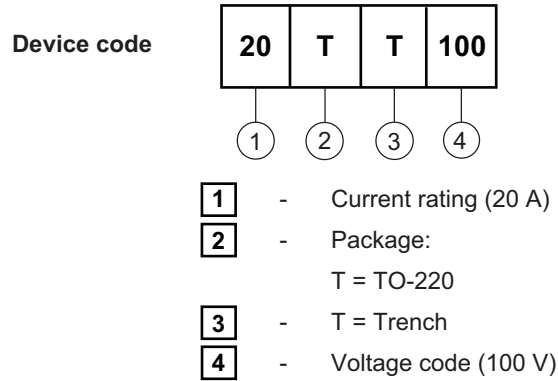 Device code 20 T T 100
1 2 3 4
1 - Current rating (20 A)
2 - Package:
T = TO-220
3 - T = Trench
4 - Voltage code (100 V)